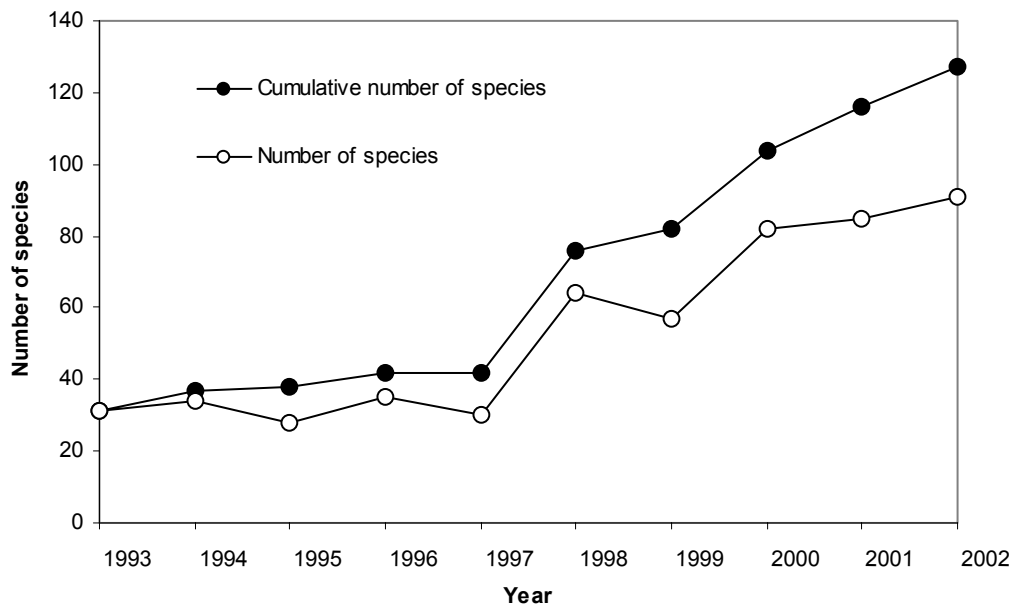 140
120
100
80
60
40
20
0
Number of species
Cumulative number of species
Number of species
1993 1994 1995 1996 1997 1998 1999 2000 2001 2002
Year